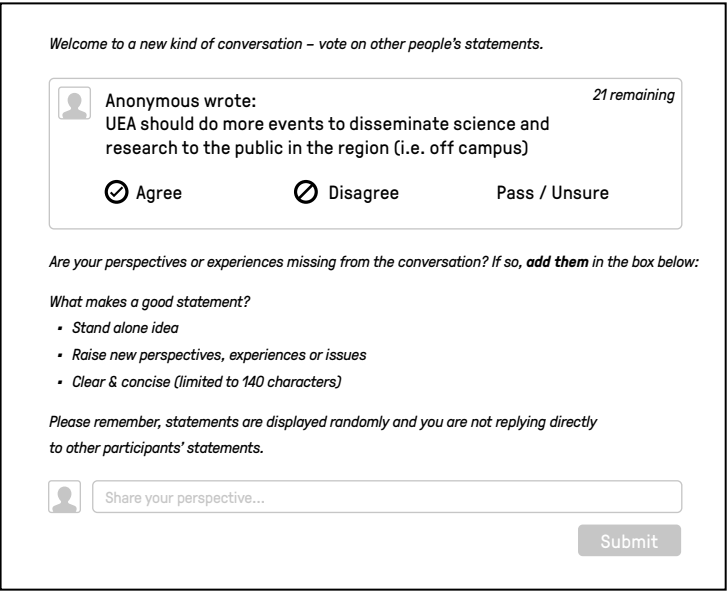 Welcome to a new kind of conversation – vote on other people's statements.
21 remaining
Anonymous wrote:
UEA should do more events to disseminate science and
research to the public in the region (i.e. off campus)
Agree
Disagree
Pass / Unsure
Are your perspectives or experiences missing from the conversation? If so, add them in the box below:
What makes a good statement?
• Stand alone idea
• Raise new perspectives, experiences or issues
• Clear & concise (limited to 140 characters)
Please remember, statements are displayed randomly and you are not replying directly
to other participants' statements.
Share your perspective...
Submit